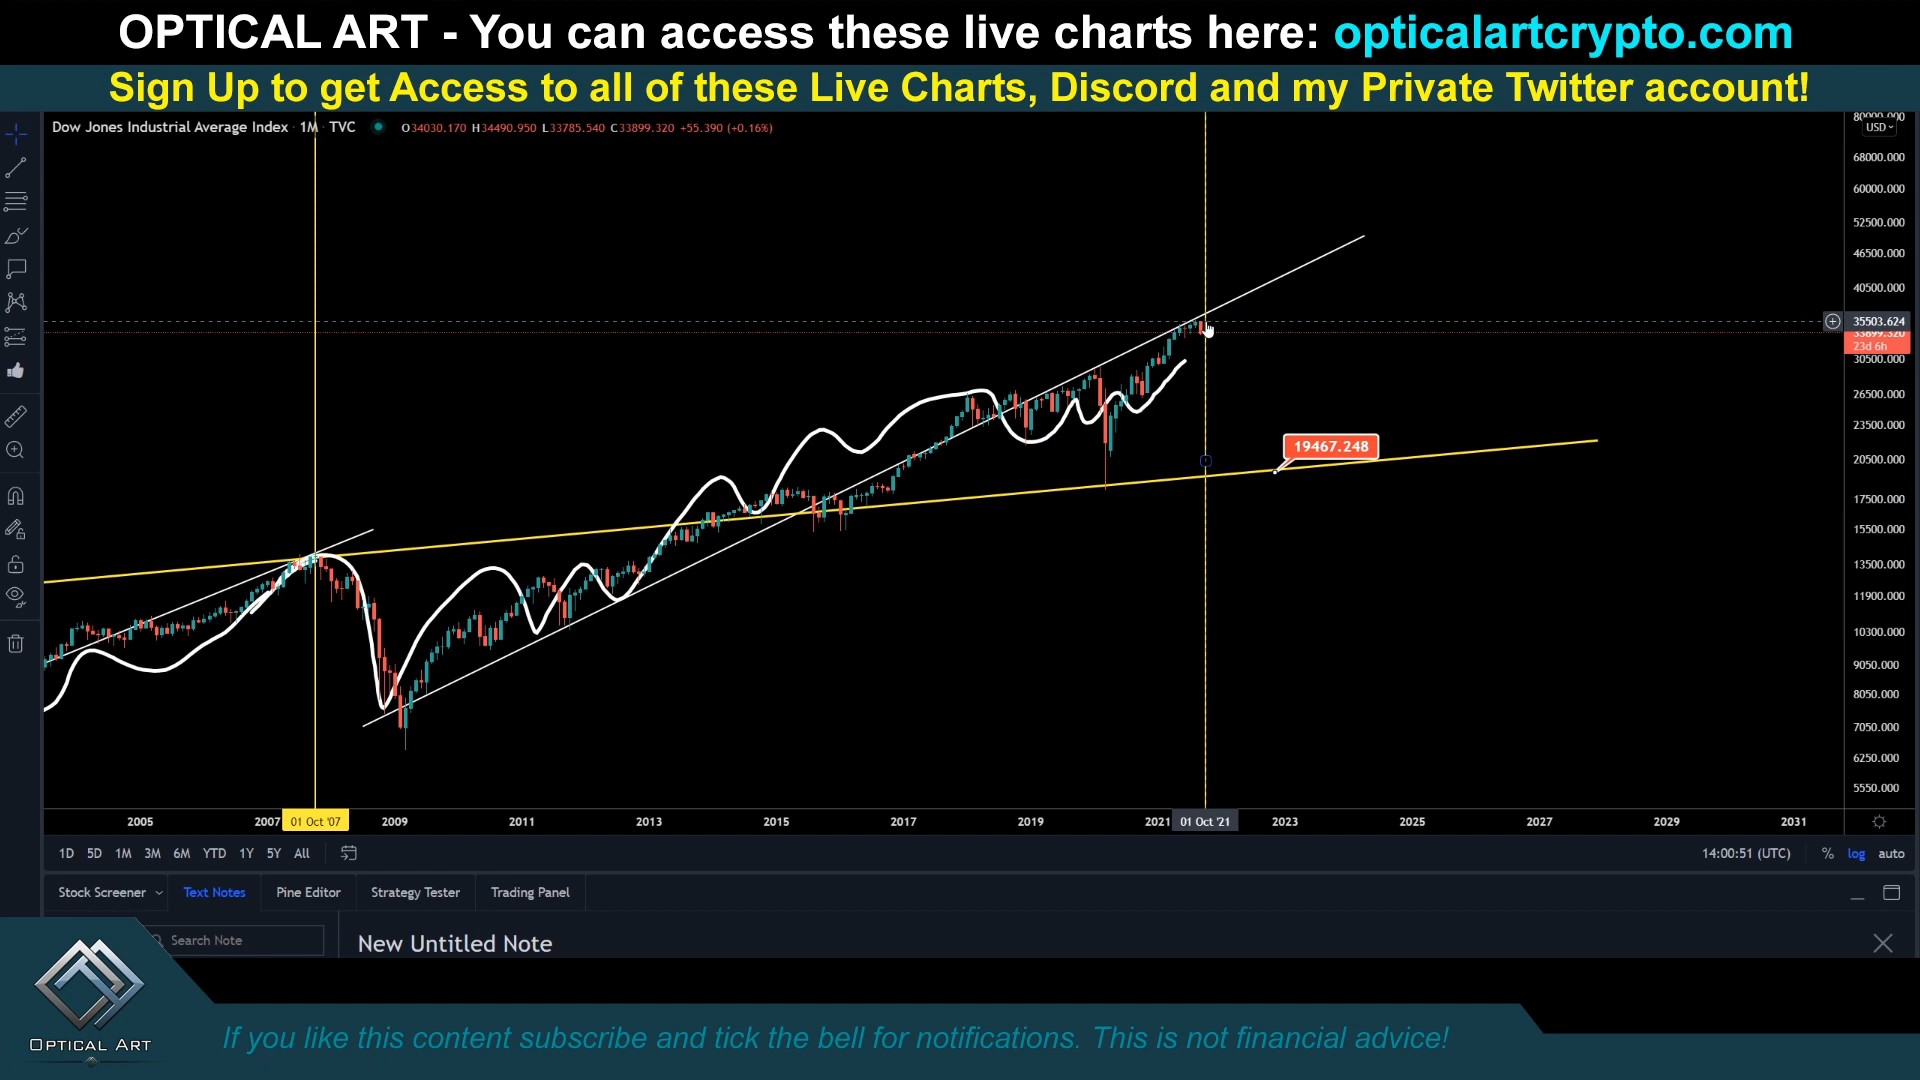 OPTICAL ART - You can access these live charts here: opticalartcrypto.com
Sign Up to get Access to all of these Live Charts, Discord and my Private Twitter account!
Dow Jones Industrial Average Index · 1M · TVC O34030.170 H34490.950 L33785.540 C33899.320 +55.390 (+0.16%)
80000.000
USD
68000.000
60000.000
52500.000
46500.000
40500.000
35503.624
33899.320
23d 6h
30500.000
26500.000
23500.000
19467.248
20500.000
17500.000
15500.000
13500.000
11900.000
10300.000
9050.000
8050.000
7050.000
6250.000
5550.000
2005 2007 01 Oct '07 2009 2011 2013 2015 2017 2019 2021 01 Oct '21 2023 2025 2027 2029 2031
1D 5D 1M 3M 6M YTD 1Y 5Y All 14:00:51 (UTC) % log auto
Stock Screener Text Notes Pine Editor Strategy Tester Trading Panel
Search Note New Untitled Note
OPTICAL ART
If you like this content subscribe and tick the bell for notifications. This is not financial advice!